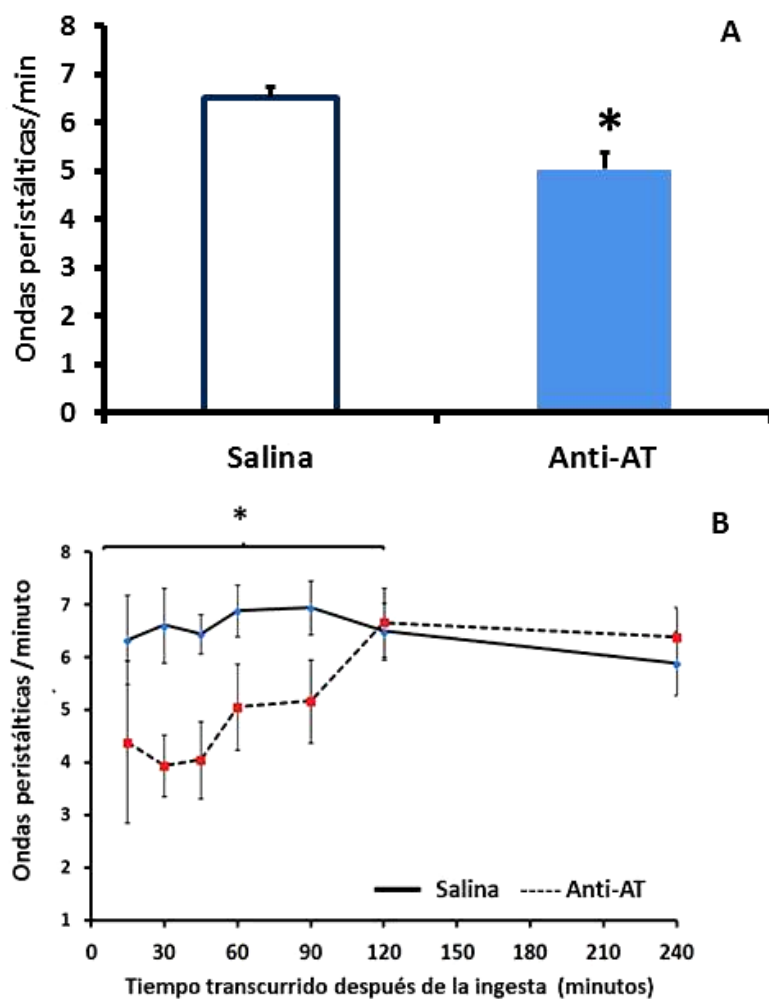 A
Ondas peristálticas/min
8
7
6
5
4
3
2
1
0
*
Salina Anti-AT
B
*
Ondas peristálticas /minuto
8
7
6
5
4
3
2
1
Salina Anti-AT
0 30 60 90 120 150 180 210 240
Tiempo transcurrido después de la ingesta (minutos)